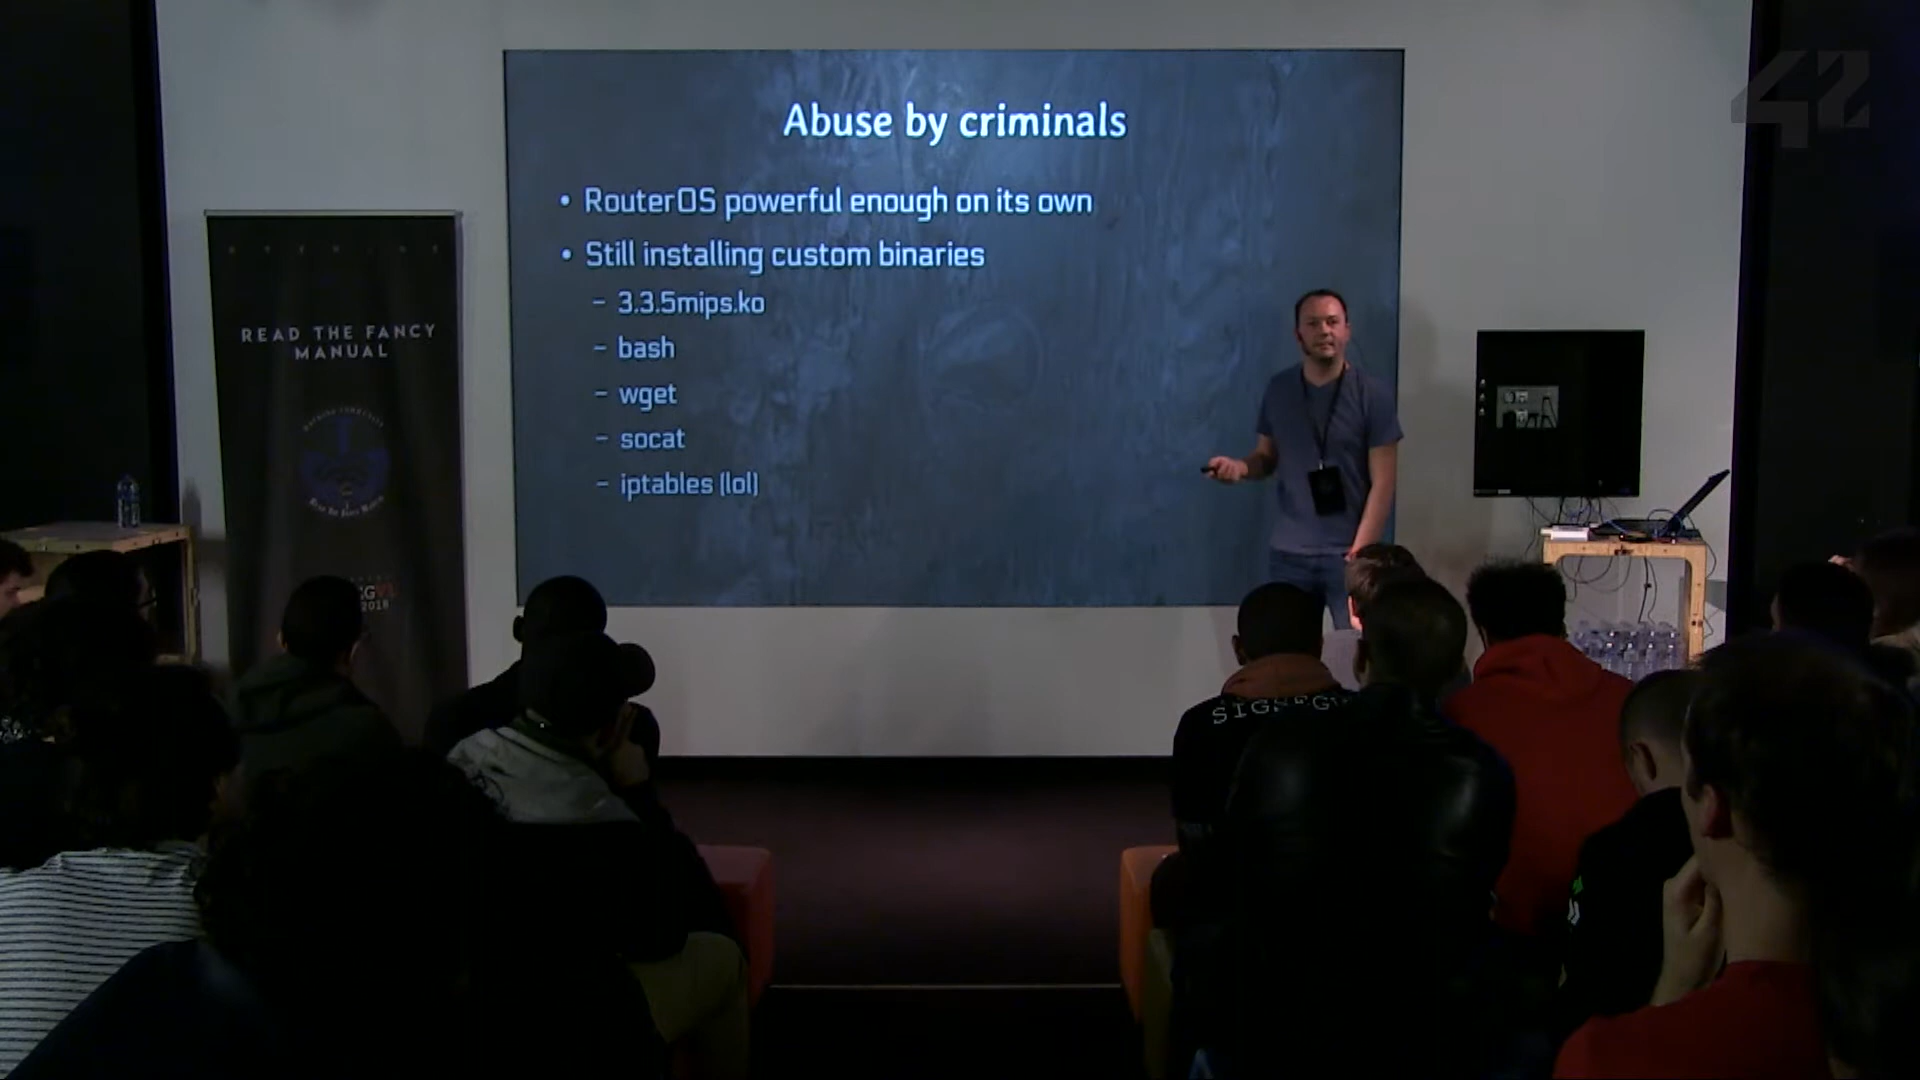 42
Abuse by criminals
• RouterOS powerful enough on its own
• Still installing custom binaries
– 3.3.5mips.ko
– bash
– wget
– socat
– iptables (lol)
READ THE FANCY
MANUAL
2018